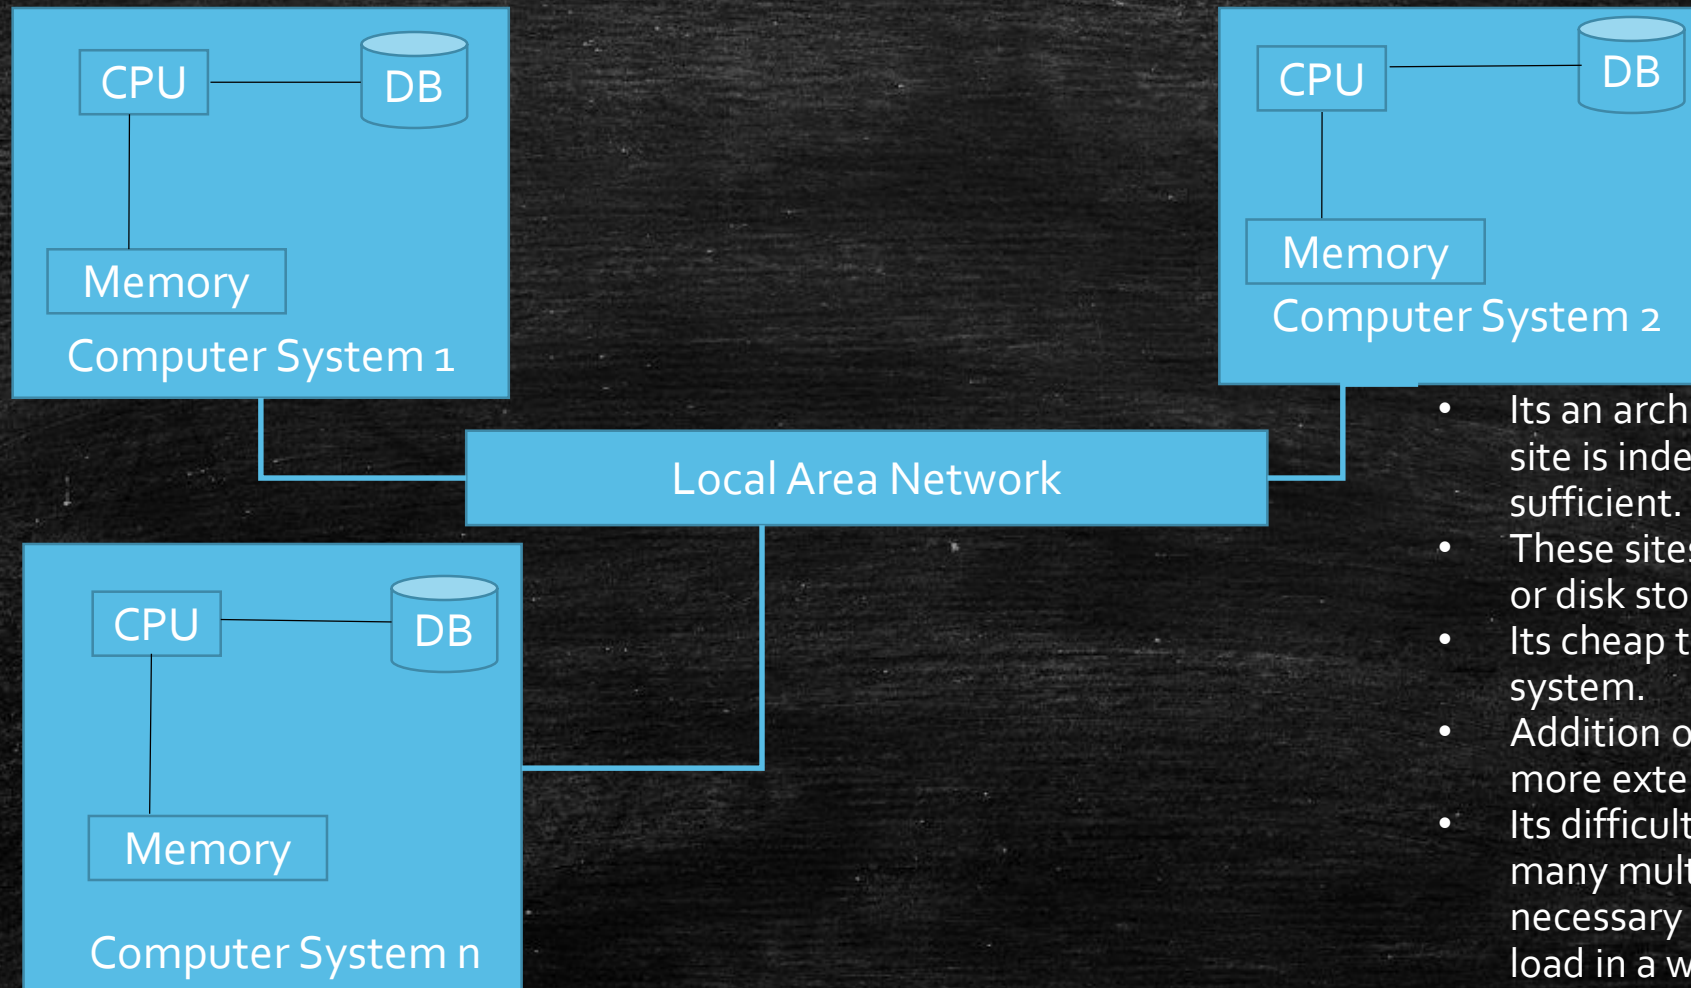 CPU
DB
Memory
Computer System 1
CPU
DB
Memory
Computer System 2
Local Area Network
CPU
DB
Memory
Computer System n
• Its an arch
site is inde
sufficient.
• These sites
or disk sto
• Its cheap t
system.
• Addition o
more exte
• Its difficult
many mult
necessary
load in a w